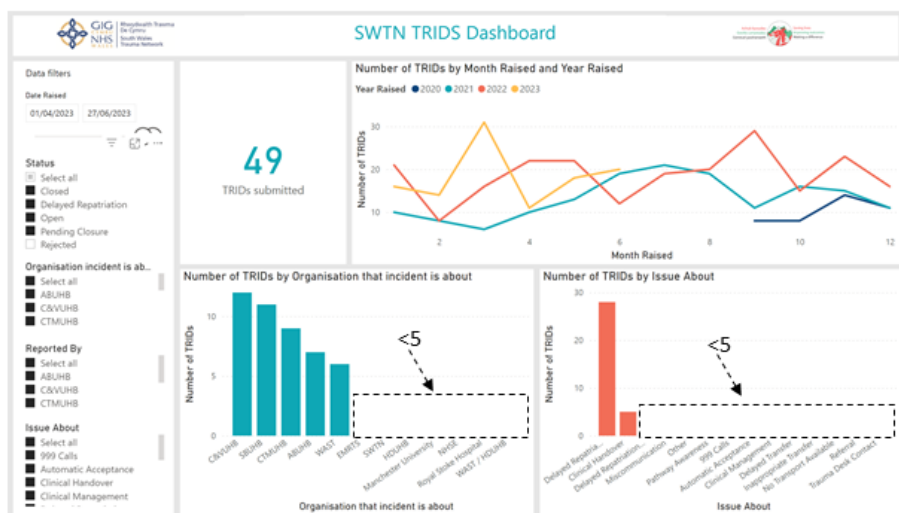 GIG
CYMRU
NHS
WALES
Rhwydwaith Trauma
De Cymru
South Wales
Trauma Network
SWTN TRIDS Dashboard
Data filters
Date Raised
01/04/2023 27/06/2023
Status
Select all
Closed
Delayed Repatriation
Open
Pending Closure
Rejected
Organisation incident is ab...
Select all
ABUHB
C&VUHB
CTMUHB
Reported By
Select all
ABUHB
C&VUHB
CTMUHB
Issue About
Select all
999 Calls
Automatic Acceptance
Clinical Handover
Clinical Management
49
TRIDs submitted
Number of TRIDs by Month Raised and Year Raised
Year Raised 2020 2021 2022 2023
Number of TRIDs
30
20
10
2 4 6 8 10 12
Month Raised
Number of TRIDs by Organisation that incident is about
Number of TRIDs
10
5
0
<5
C&VUHB
SBUHB
CTMUHB
ABUHB
WAST
EMRTS
SWTN
HDUHB
Manchester University
NHSE
Royal Stoke Hospital
WAST / HDUHB
Organisation that incident is about
Number of TRIDs by Issue About
Number of TRIDs
30
20
10
0
<5
Delayed Repatria...
Clinical Handover
Delayed Repatriation...
Miscommunication
Other
Pathway Awareness
999 Calls
Automatic Acceptance
Clinical Management
Delayed Transfer
Inappropriate Transfer
No Transport Available
Referral
Trauma Desk Contact
Issue About